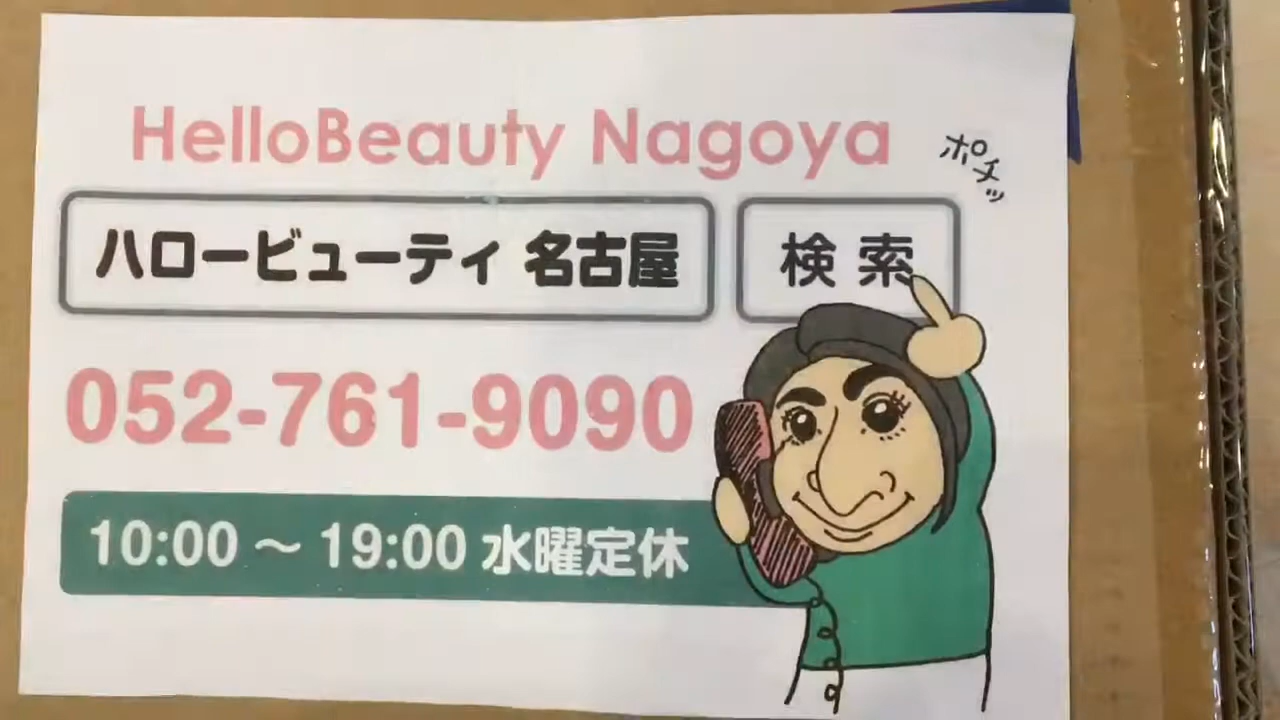 HelloBeauty Nagoya
ポチッ
ハロービューティ 名古屋
検索
052-761-9090
10:00 ～ 19:00 水曜定休